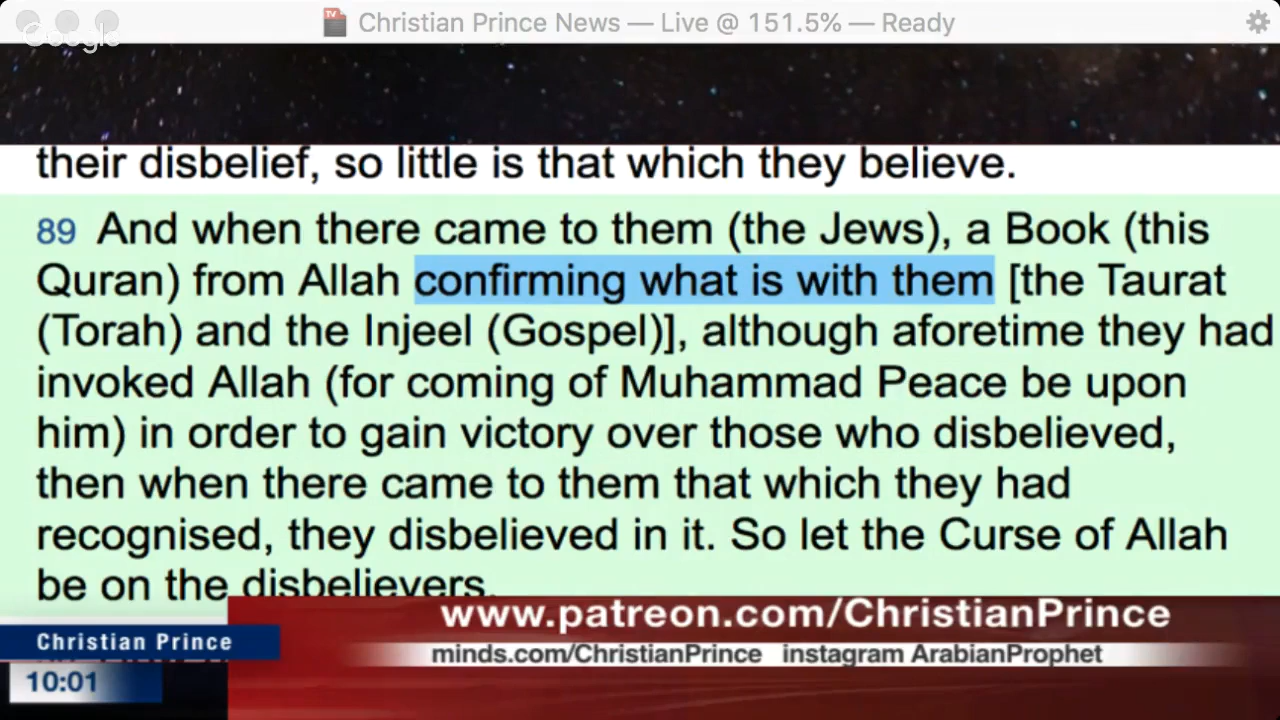 Christian Prince News — Live @ 151.5% — Ready
Google
TV
their disbelief, so little is that which they believe.
89 And when there came to them (the Jews), a Book (this
Quran) from Allah confirming what is with them [the Taurat
(Torah) and the Injeel (Gospel)], although aforetime they had
invoked Allah (for coming of Muhammad Peace be upon
him) in order to gain victory over those who disbelieved,
then when there came to them that which they had
recognised, they disbelieved in it. So let the Curse of Allah
be on the disbelievers.
www.patreon.com/ChristianPrince
Christian Prince
minds.com/ChristianPrince instagram ArabianProphet
10:01